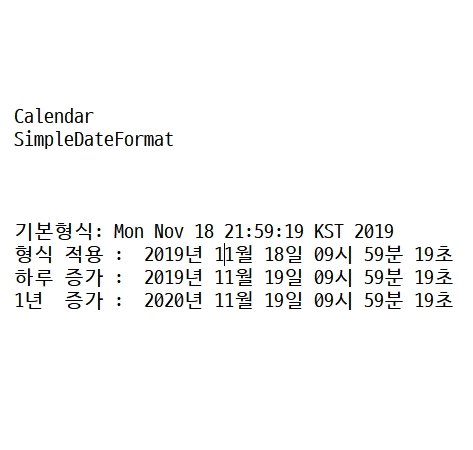 Calendar
SimpleDateFormat
기본형식: Mon Nov 18 21:59:19 KST 2019
형식 적용 :  2019년 11월 18일 09시 59분 19초
하루 증가 :  2019년 11월 19일 09시 59분 19초
1년  증가 :  2020년 11월 19일 09시 59분 19초